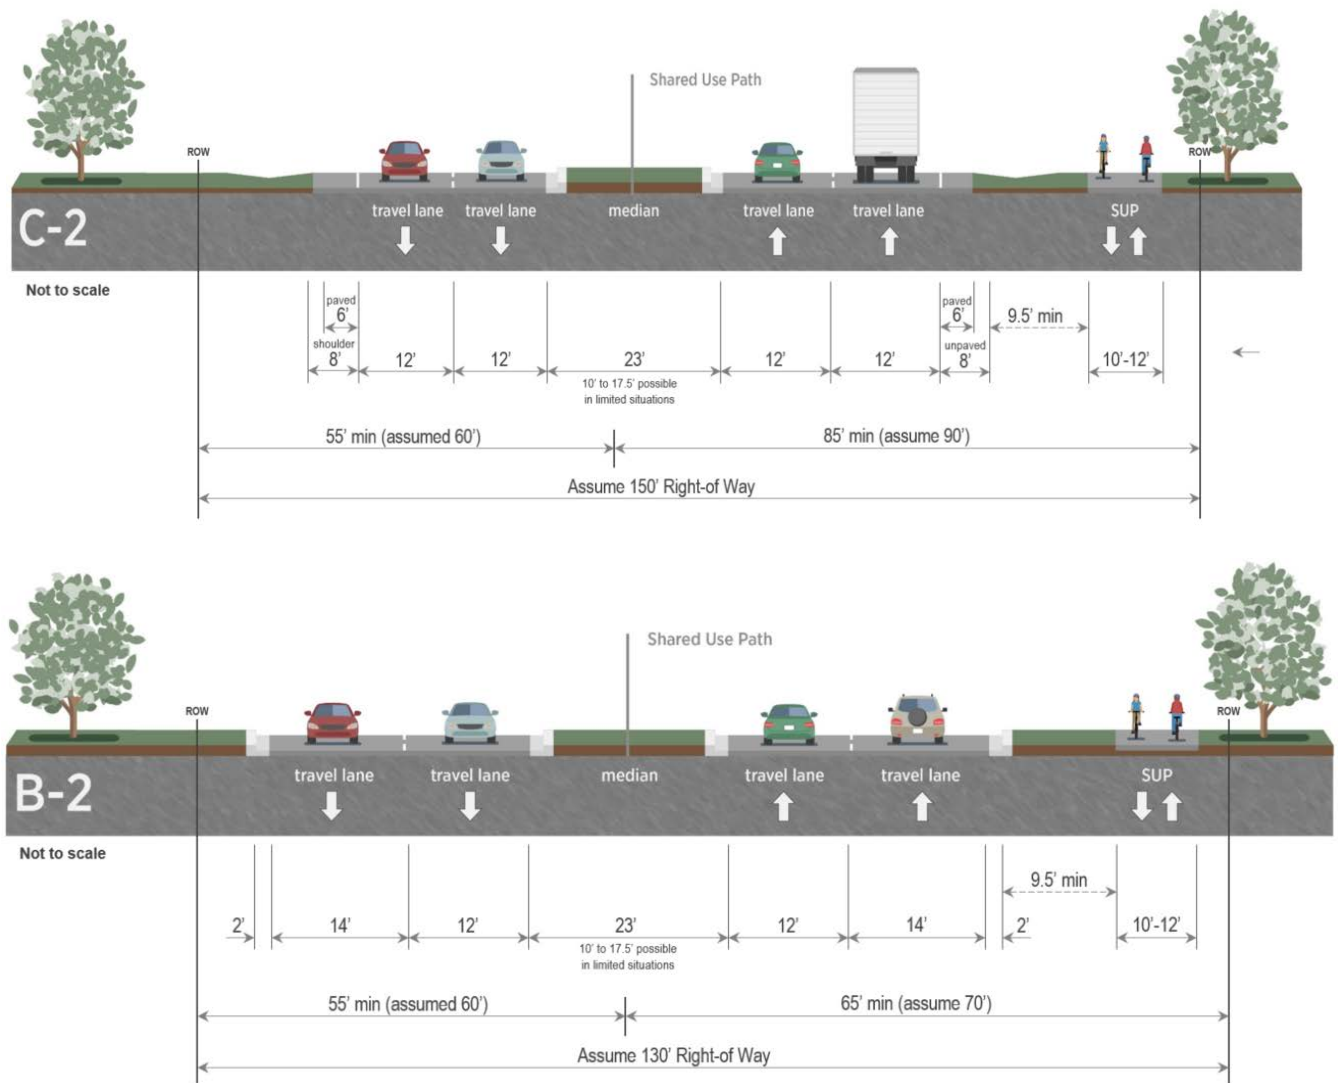 Shared Use Path
ROW
ROW
C-2
travel lane
travel lane
median
travel lane
travel lane
SUP
Not to scale
paved
6'
shoulder
8'
12'
12'
23'
10' to 17.5' possible
in limited situations
12'
12'
paved
6'
unpaved
8'
9.5' min
10'-12'
55' min (assumed 60')
85' min (assume 90')
Assume 150' Right-of Way
Shared Use Path
ROW
ROW
B-2
travel lane
travel lane
median
travel lane
travel lane
SUP
Not to scale
2'
14'
12'
23'
10' to 17.5' possible
in limited situations
12'
14'
2'
9.5' min
10'-12'
55' min (assumed 60')
65' min (assume 70')
Assume 130' Right-of Way